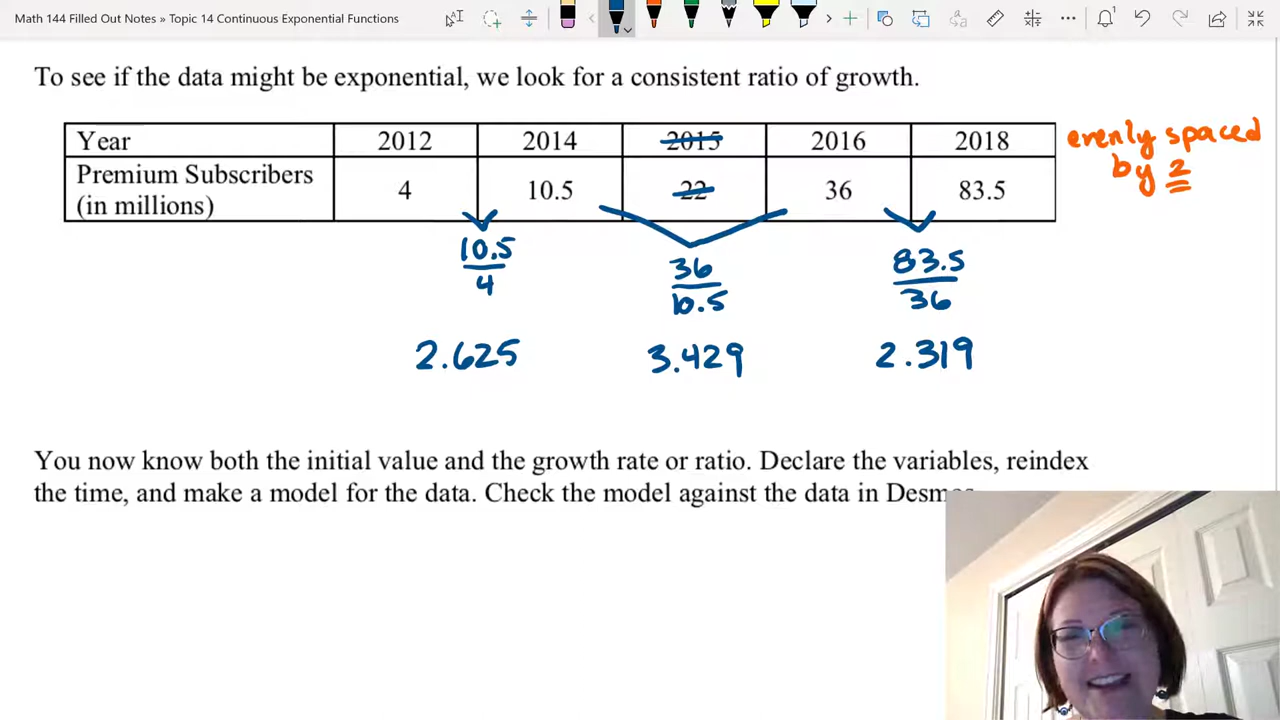 Math 144 Filled Out Notes » Topic 14 Continuous Exponential Functions
To see if the data might be exponential, we look for a consistent ratio of growth.
Year 2012 2014 2015 2016 2018
Premium Subscribers
(in millions) 4 10.5 22 36 83.5
evenly spaced
by 2
10.5
4
36
10.5
83.5
36
2.625 3.429 2.319
You now know both the initial value and the growth rate or ratio. Declare the variables, reindex
the time, and make a model for the data. Check the model against the data in